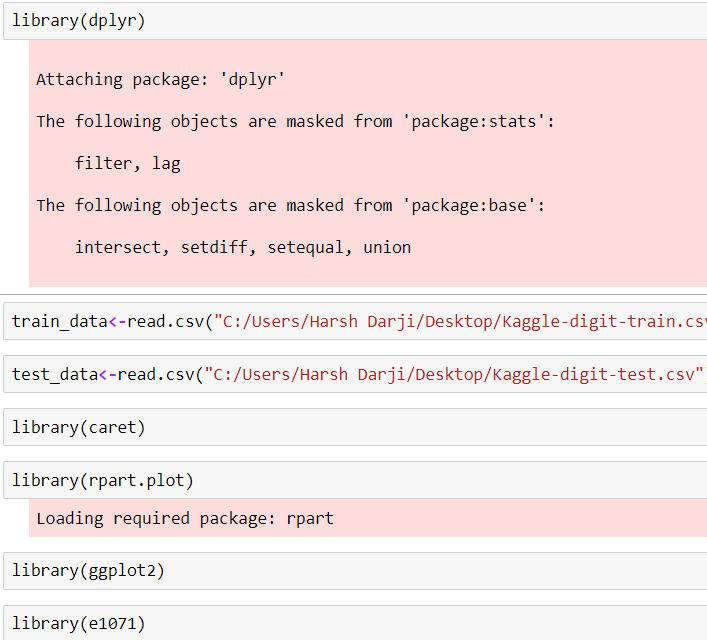 library(dplyr)
Attaching package: 'dplyr'
The following objects are masked from 'package:stats':
filter, lag
The following objects are masked from 'package:base':
intersect, setdiff, setequal, union
train_data<-read.csv("C:/Users/Harsh Darji/Desktop/Kaggle-digit-train.csv
test_data<-read.csv("C:/Users/Harsh Darji/Desktop/Kaggle-digit-test.csv")
library(caret)
library(rpart.plot)
Loading required package: rpart
library(ggplot2)
library(e1071)